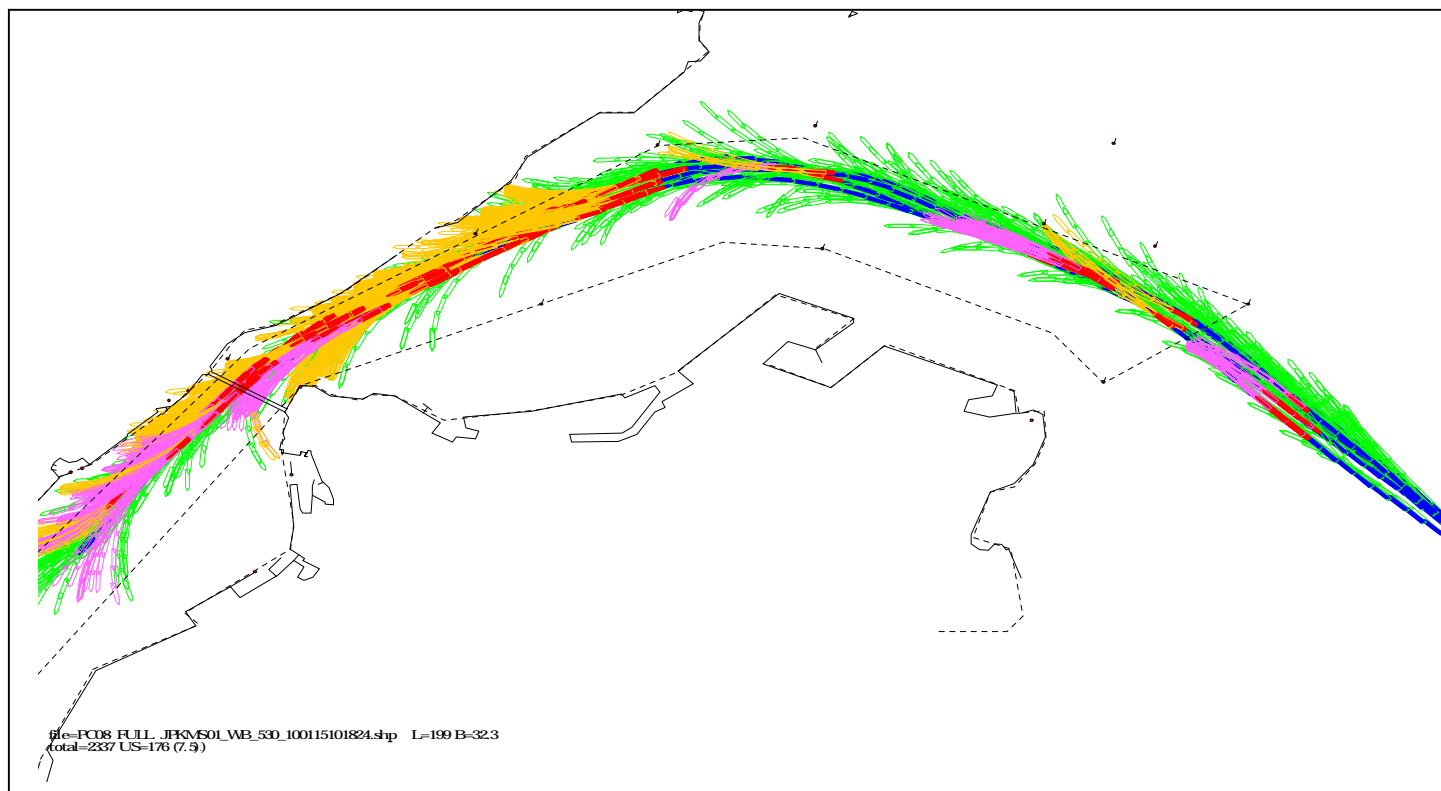 file=PC08_FULL_JPKMS01_WB_530_100115101824.shp L=199 B=32.3
total=2337 US=176 (7.5)